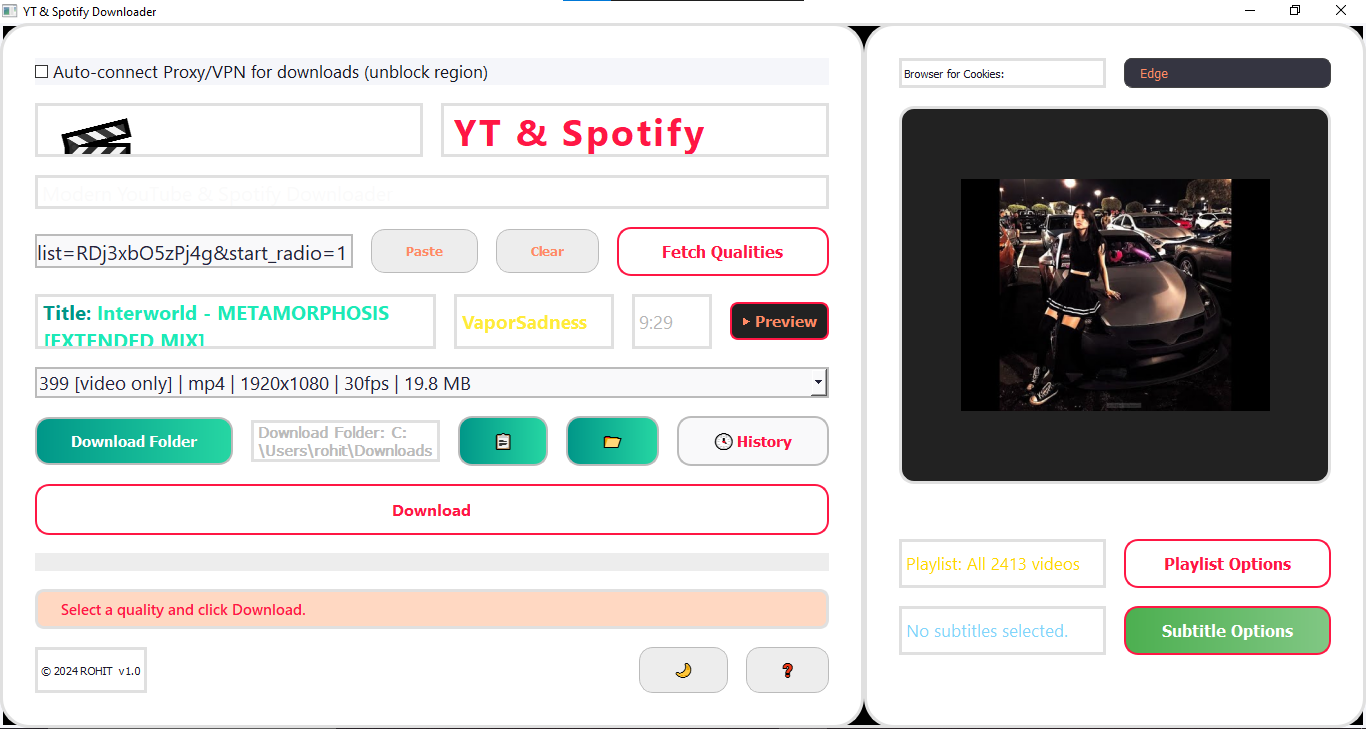 YT & Spotify Downloader
Auto-connect Proxy/VPN for downloads (unblock region)
YT & Spotify
Modern YouTube & Spotify Downloader
list=RDj3xbO5zPj4g&start_radio=1
Paste
Clear
Fetch Qualities
Title: Interworld - METAMORPHOSIS
[EXTENDED MIX]
VaporSadness
9:29
Preview
399 [video only] | mp4 | 1920x1080 | 30fps | 19.8 MB
Download Folder
Download Folder: C:
\Users\rohit\Downloads
History
Download
Select a quality and click Download.
© 2024 ROHIT v1.0
Browser for Cookies:
Edge
Playlist: All 2413 videos
Playlist Options
No subtitles selected.
Subtitle Options